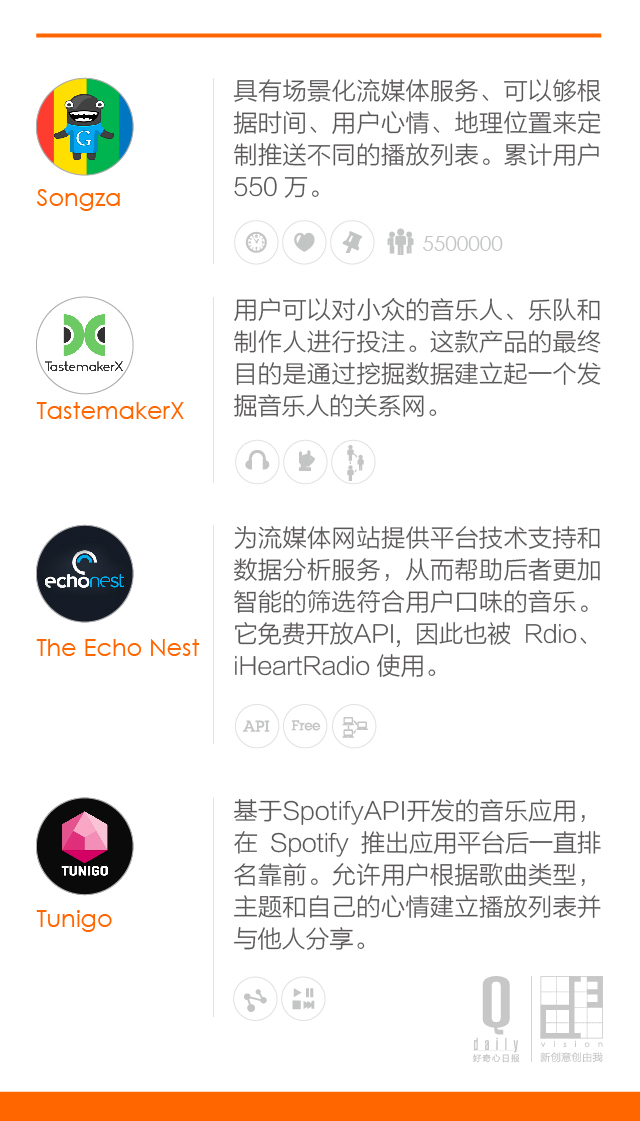 具有场景化流媒体服务、可以够根
据时间、用户心情、地理位置来定
制推送不同的播放列表。累计用户
550 万。
G
Songza
5500000
用户可以对小众的音乐人、乐队和
制作人进行投注。这款产品的最终
目的是通过挖掘数据建立起一个发
掘音乐人的关系网。
TastemakerX
TastemakerX
为流媒体网站提供平台技术支持和
数据分析服务，从而帮助后者更加
智能的筛选符合用户口味的音乐。
它免费开放API, 因此也被 Rdio、
iHeartRadio 使用。
echonest
The Echo Nest
API
Free
基于SpotifyAPI开发的音乐应用，
在 Spotify 推出应用平台后一直排
名靠前。允许用户根据歌曲类型，
主题和自己的心情建立播放列表并
与他人分享。
TUNIGO
Tunigo
Q
daily
好奇心日报
vision
新创意创由我